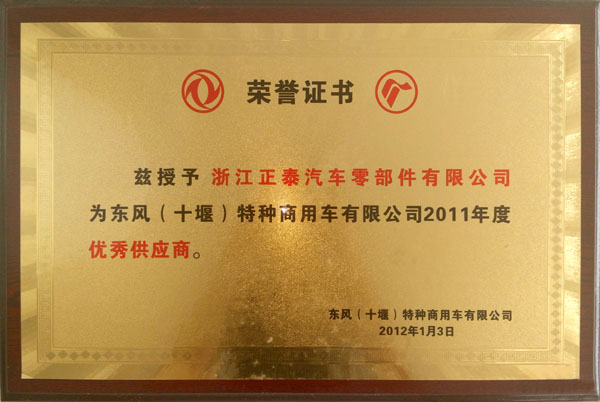 荣誉证书
兹授予 浙江正泰汽车零部件有限公司
为东风（十堰）特种商用车有限公司2011年度
优秀供应商。
东风（十堰）特种商用车有限公司
2012年1月3日